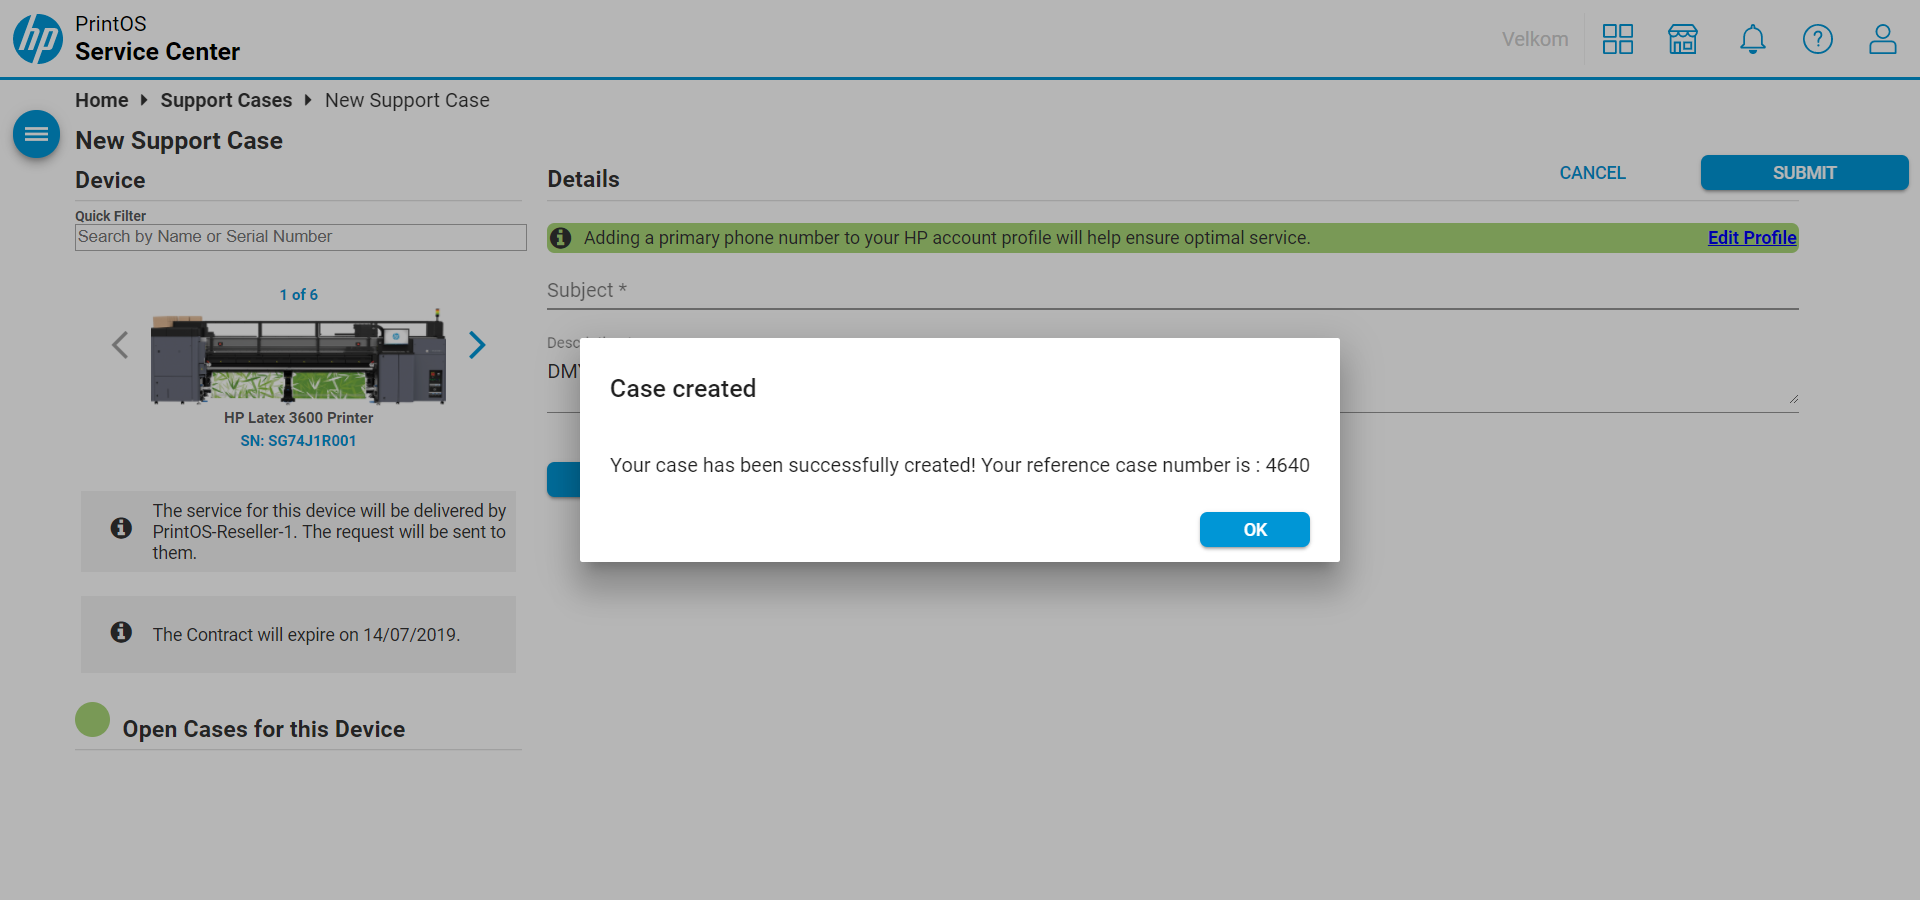 hp
PrintOS
Service Center
Velkom
?
Home
Support Cases
New Support Case
New Support Case
Device
Details
CANCEL
SUBMIT
Quick Filter
Search by Name or Serial Number
Adding a primary phone number to your HP account profile will help ensure optimal service.
Edit Profile
1 of 6
HP Latex 3600 Printer
SN: SG74J1R001
Subject *
Case created
Your case has been successfully created! Your reference case number is : 4640
OK
The service for this device will be delivered by
PrintOS-Reseller-1. The request will be sent to
them.
The Contract will expire on 14/07/2019.
Open Cases for this Device